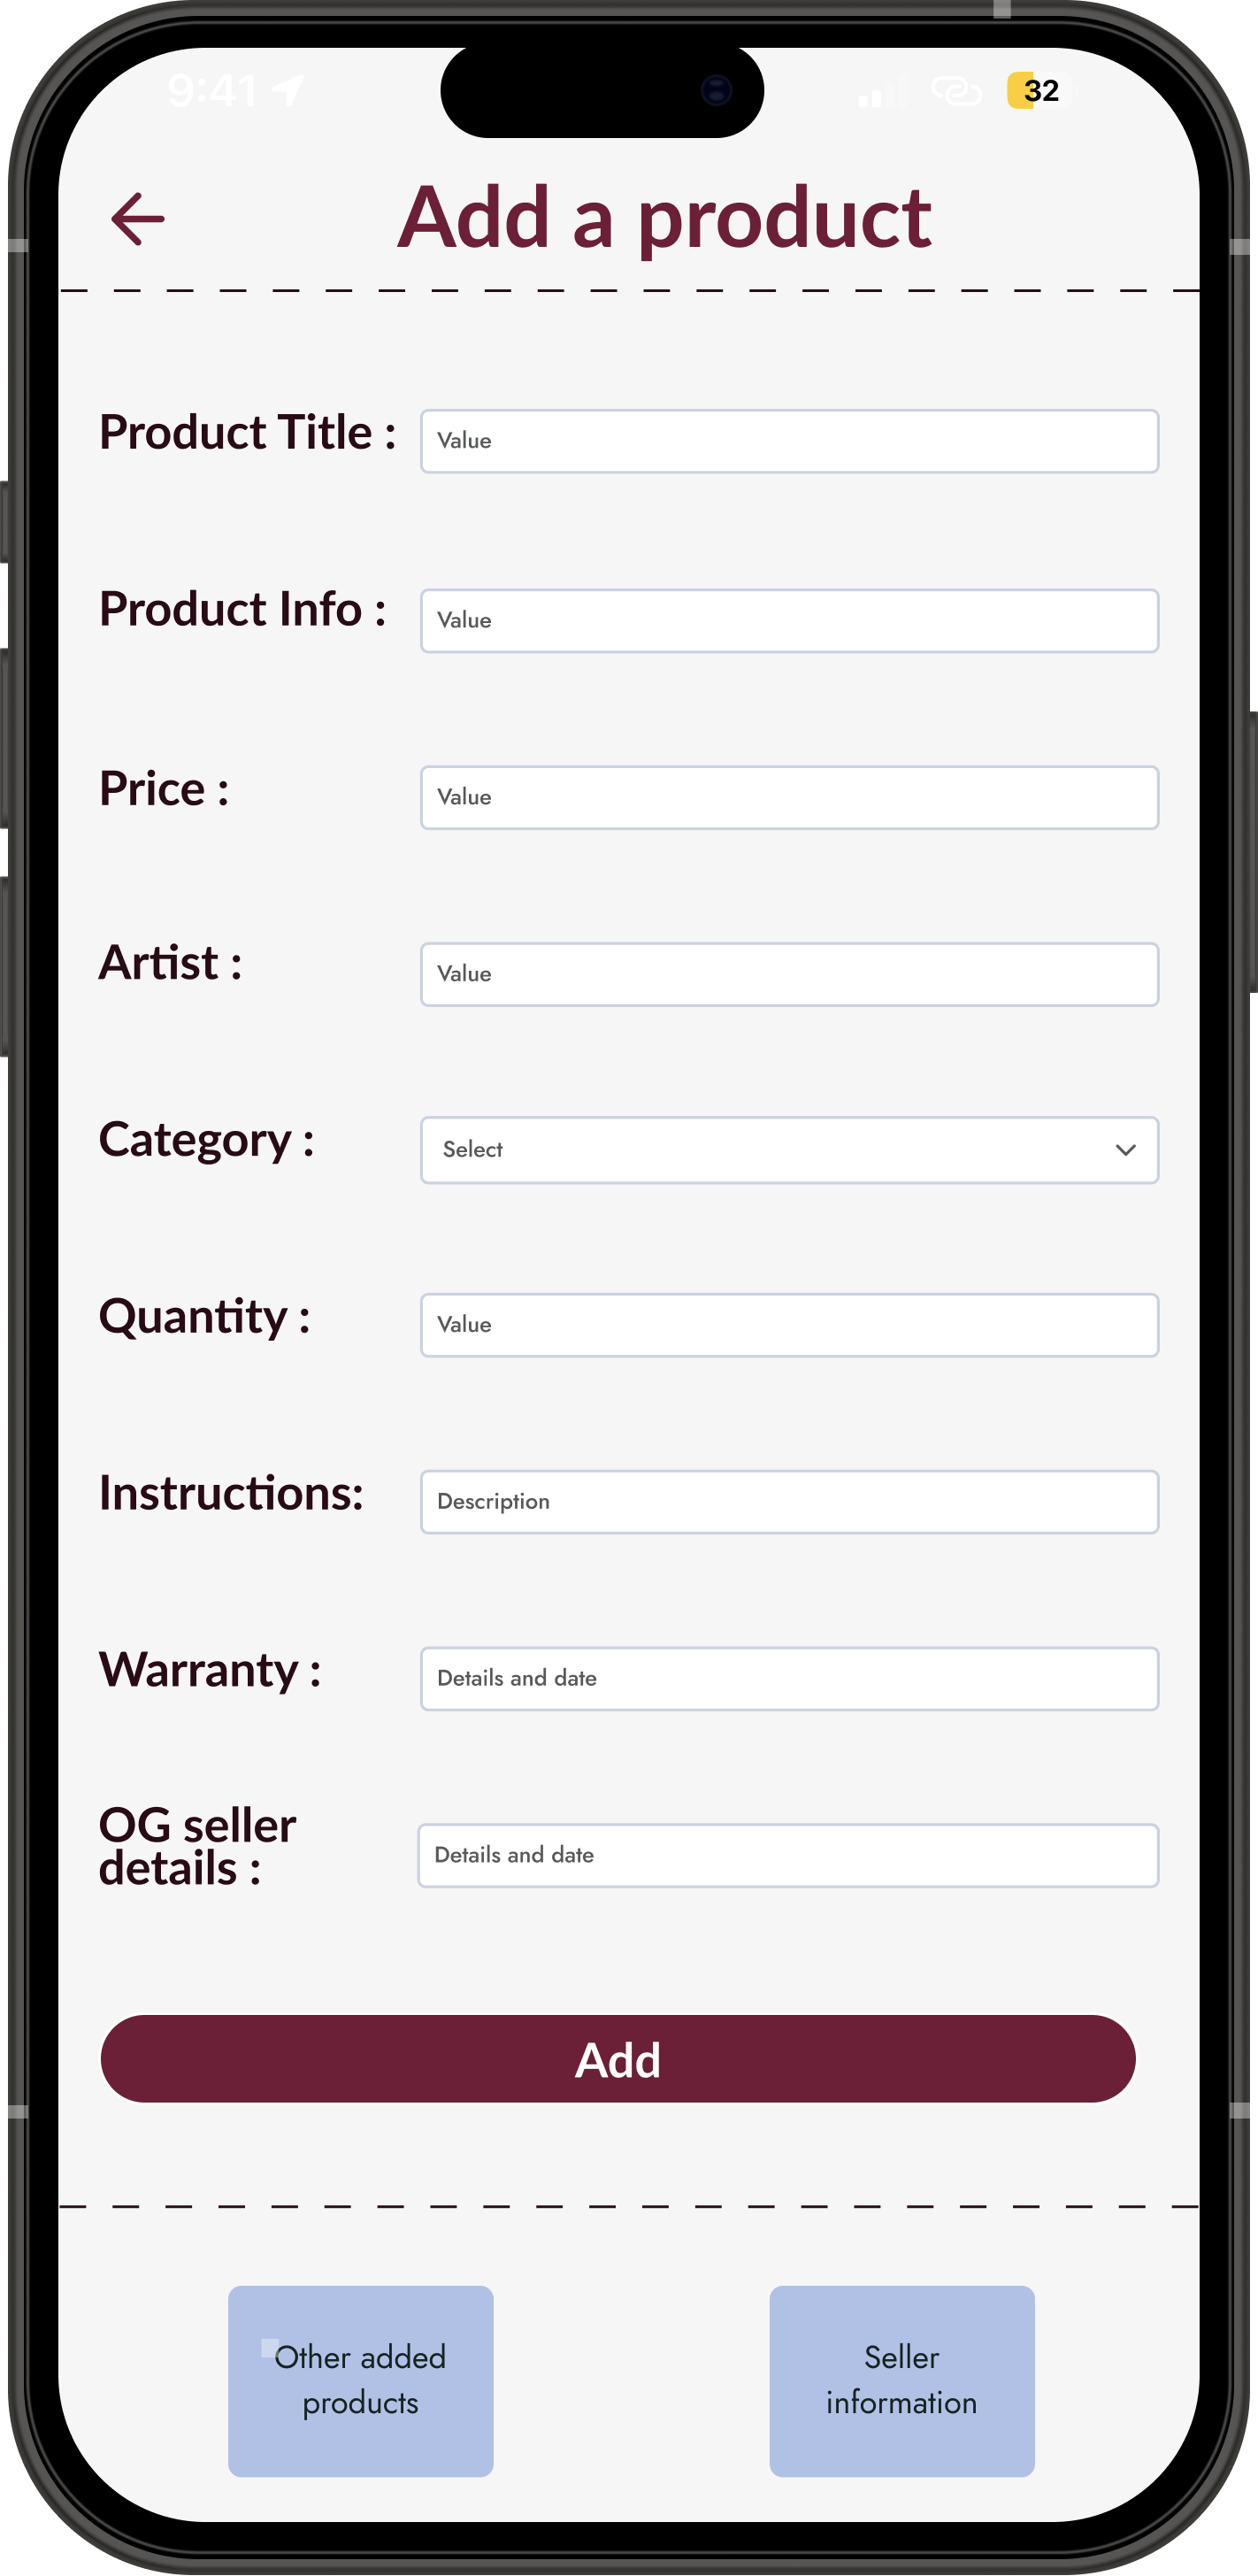 9:41
32
Add a product
Product Title :
Value
Product Info :
Value
Price :
Value
Artist :
Value
Category :
Select
Quantity :
Value
Instructions:
Description
Warranty :
Details and date
OG seller
details :
Details and date
Add
Other added
products
Seller
information